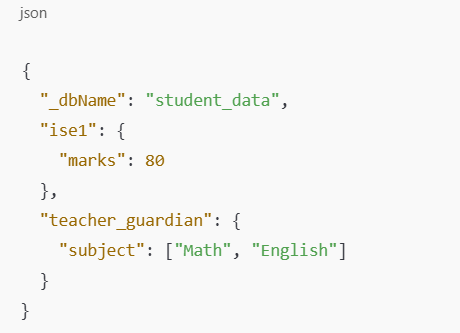 json
{
  "_dbName": "student_data",
  "ise1": {
    "marks": 80
  },
  "teacher_guardian": {
    "subject": ["Math", "English"]
  }
}